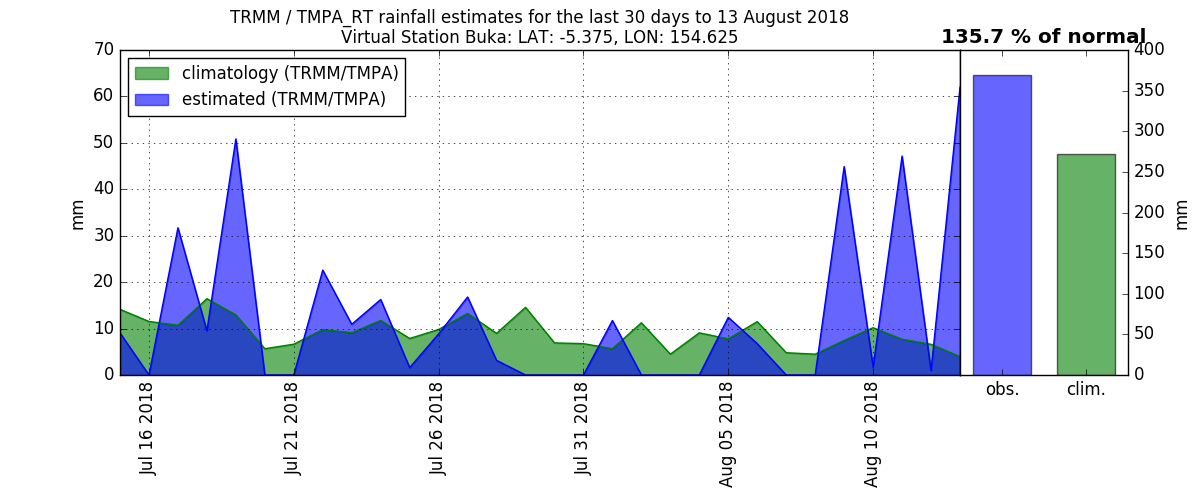 TRMM / TMPA_RT rainfall estimates for the last 30 days to 13 August 2018
Virtual Station Buka: LAT: -5.375, LON: 154.625
135.7 % of normal
climatology (TRMM/TMPA)
estimated (TRMM/TMPA)
70
60
50
40
30
20
10
0
mm
Jul 16 2018
Jul 21 2018
Jul 26 2018
Jul 31 2018
Aug 05 2018
Aug 10 2018
obs.
clim.
400
350
300
250
200
150
100
50
0
mm